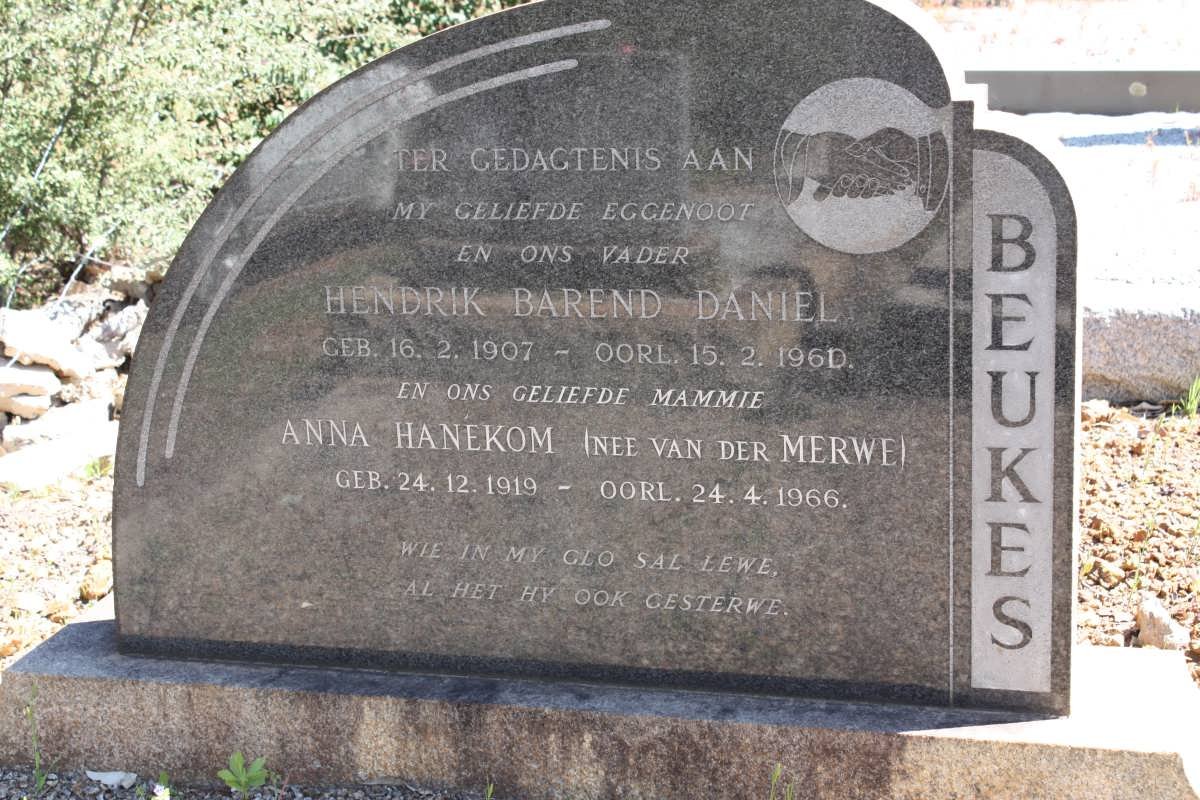 TER GEDAGTENIS AAN
MY GELIEFDE EGGENOOT
EN ONS VADER
HENDRIK BAREND DANIEL
GEB. 16. 2. 1907 – OORL. 15. 2. 1960.
EN ONS GELIEFDE MAMMIE
ANNA HANEKOM (NEE VAN DER MERWE)
GEB. 24. 12. 1919 – OORL. 24. 4. 1966.
WIE IN MY GLO SAL LEWE,
AL HET HY OOK GESTERWE.
BEUKES